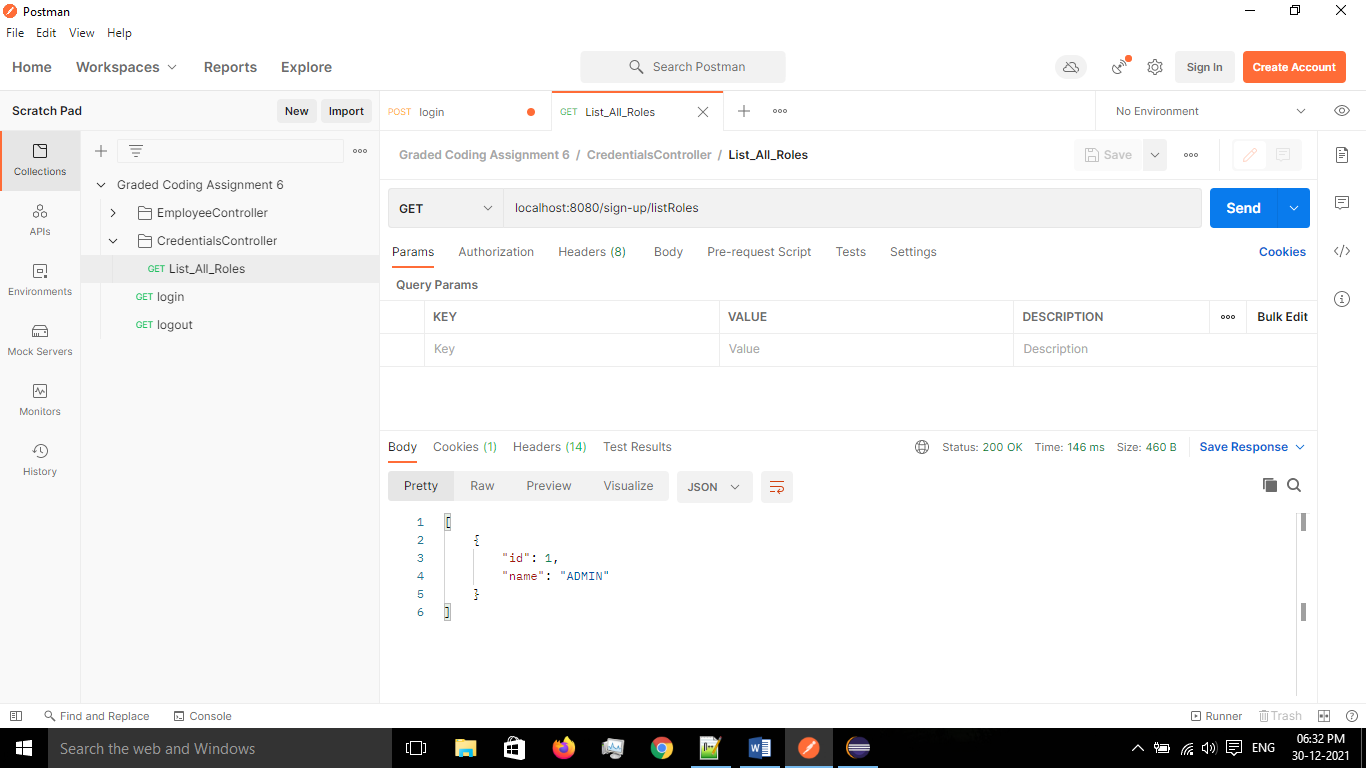 Postman
File Edit View Help
Home Workspaces Reports Explore Search Postman Sign In Create Account
Scratch Pad New Import
POST login GET List_All_Roles No Environment
Collections
APIs
Environments
Mock Servers
Monitors
History
Graded Coding Assignment 6
EmployeeController
CredentialsController
GET List_All_Roles
GET login
GET logout
Graded Coding Assignment 6 / CredentialsController / List_All_Roles Save
GET localhost:8080/sign-up/listRoles Send
Params Authorization Headers (8) Body Pre-request Script Tests Settings Cookies
Query Params
KEY VALUE DESCRIPTION Bulk Edit
Key Value Description
Body Cookies (1) Headers (14) Test Results Status: 200 OK Time: 146 ms Size: 460 B Save Response
Pretty Raw Preview Visualize JSON
1 [
2 {
3 "id": 1,
4 "name": "ADMIN"
5 }
6 ]
Find and Replace Console Runner Trash
Search the web and Windows ENG 06:32 PM
30-12-2021